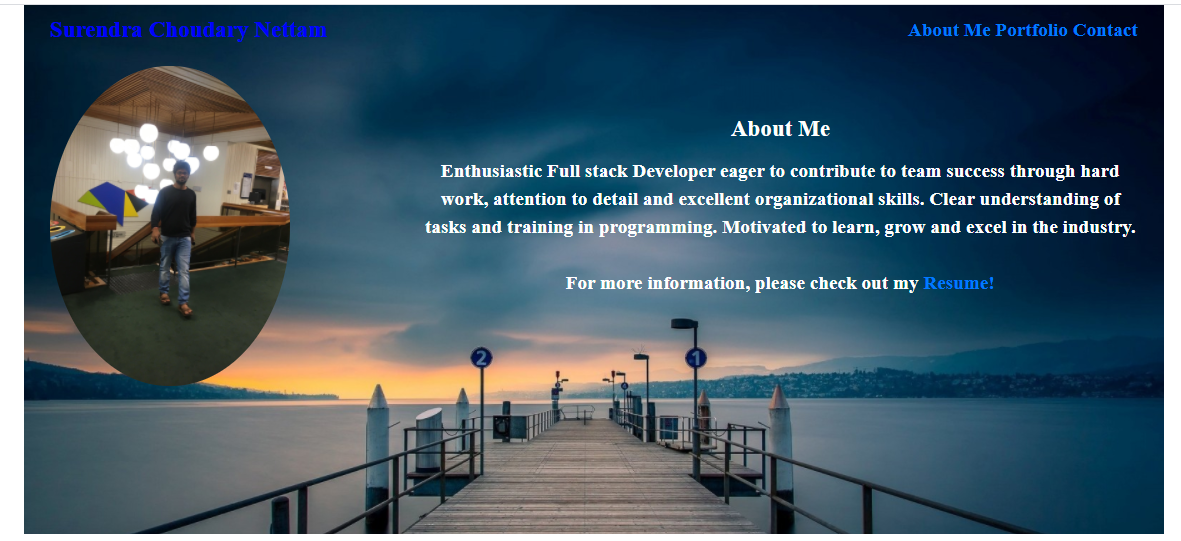 Surendra Choudary Nettam
About Me Portfolio Contact
About Me
Enthusiastic Full stack Developer eager to contribute to team success through hard
work, attention to detail and excellent organizational skills. Clear understanding of
tasks and training in programming. Motivated to learn, grow and excel in the industry.
For more information, please check out my Resume!
2
1